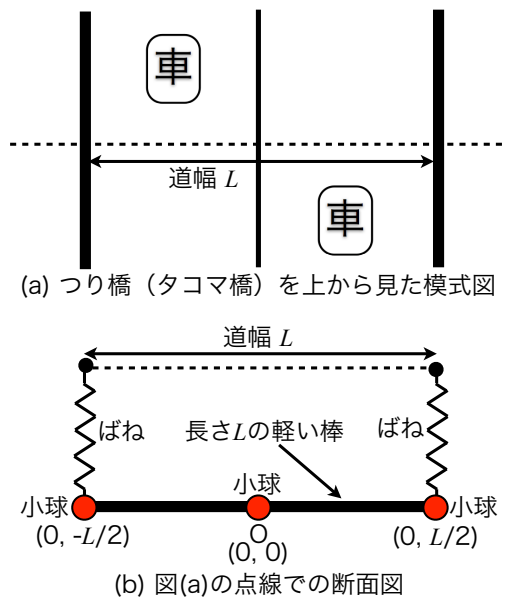 車
道幅 L
車
(a) つり橋（タコマ橋）を上から見た模式図
道幅 L
ばね
長さLの軽い棒
ばね
小球
小球
小球
(0, -L/2)
O
(0, 0)
(0, L/2)
(b) 図(a)の点線での断面図